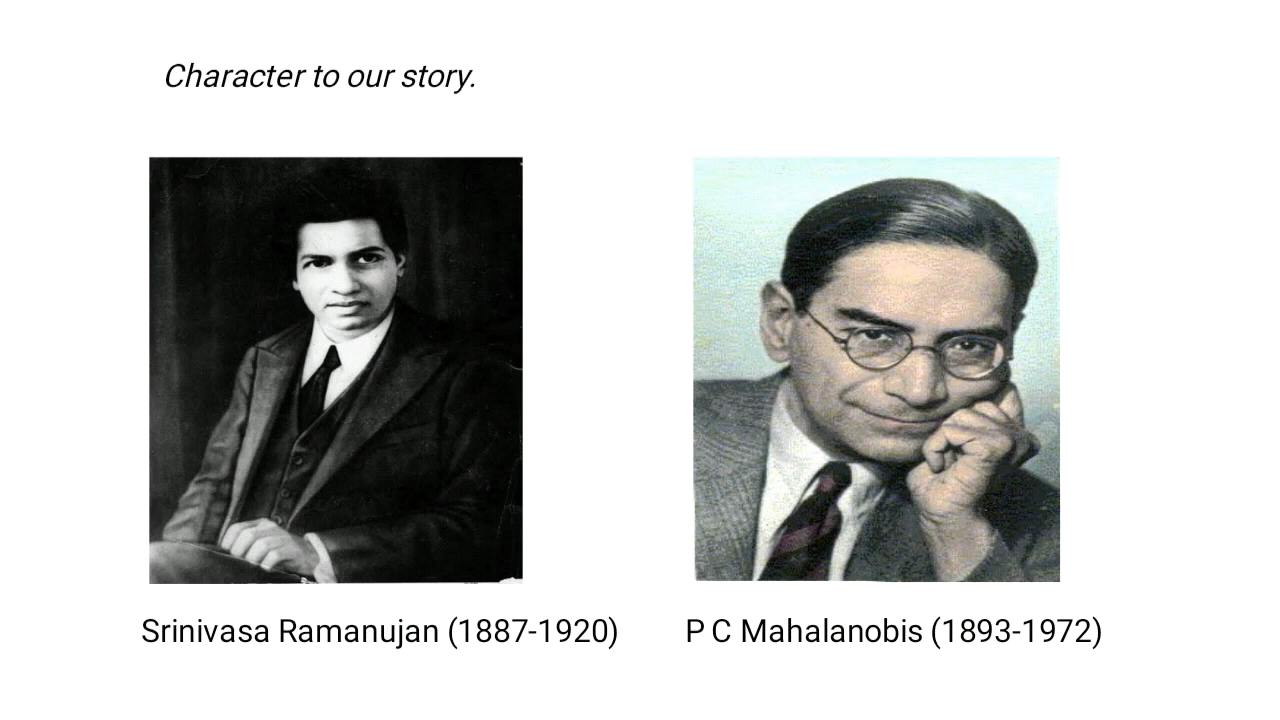 Character to our story.
Srinivasa Ramanujan (1887-1920)
P C Mahalanobis (1893-1972)